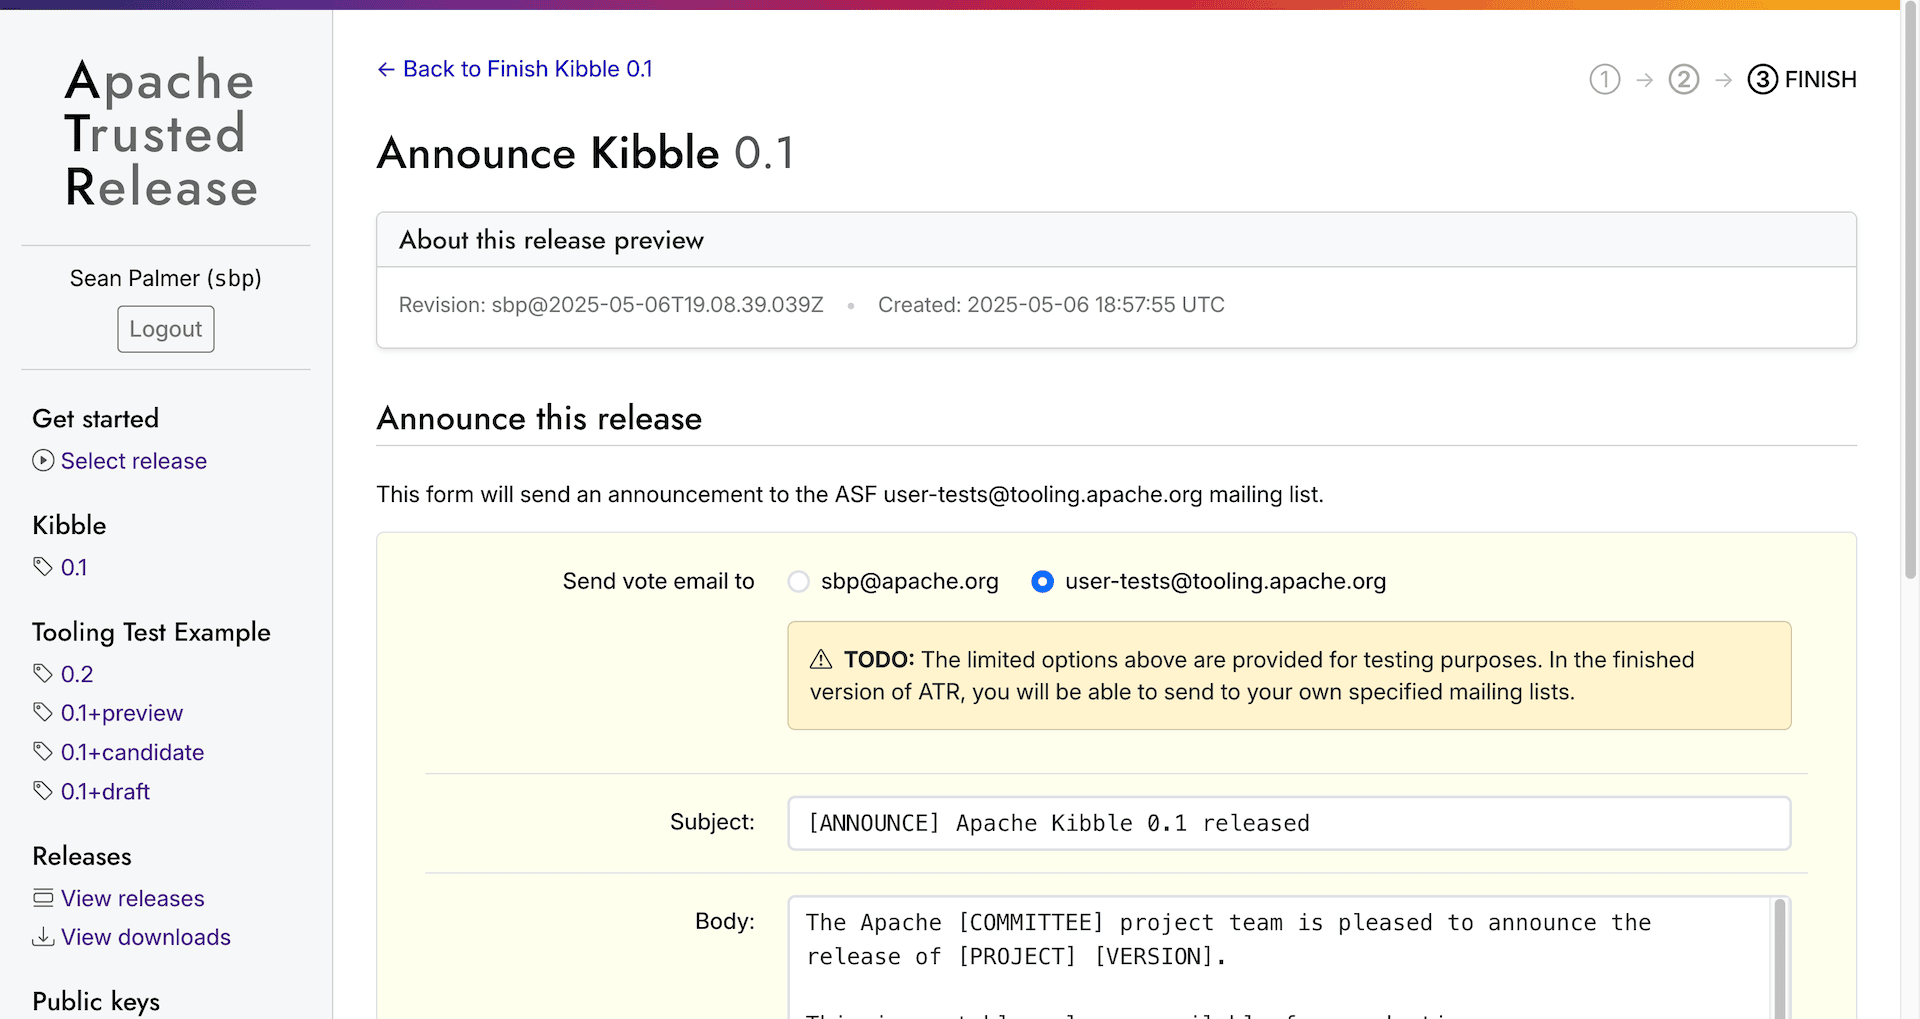 Apache
Trusted
Release
Sean Palmer (sbp)
Logout
Get started
Select release
Kibble
0.1
Tooling Test Example
0.2
0.1+preview
0.1+candidate
0.1+draft
Releases
View releases
View downloads
Public keys
← Back to Finish Kibble 0.1
1 → 2 → 3 FINISH
Announce Kibble 0.1
About this release preview
Revision: sbp@2025-05-06T19.08.39.039Z • Created: 2025-05-06 18:57:55 UTC
Announce this release
This form will send an announcement to the ASF user-tests@tooling.apache.org mailing list.
Send vote email to sbp@apache.org user-tests@tooling.apache.org
TODO: The limited options above are provided for testing purposes. In the finished
version of ATR, you will be able to send to your own specified mailing lists.
Subject: [ANNOUNCE] Apache Kibble 0.1 released
Body: The Apache [COMMITTEE] project team is pleased to announce the
release of [PROJECT] [VERSION].